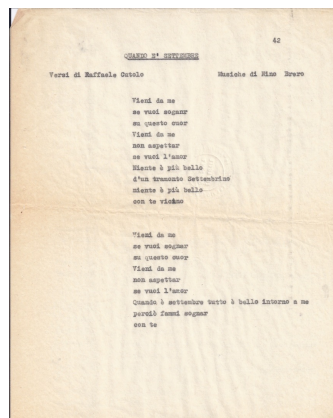 42
QUANDO E' SETTEMBRE
Versi di Raffaele Cutolo Musiche di Nino Brero
Vieni da me
se vuoi sognar
su questo cuor
Vieni da me
non aspettar
se vuoi l'amor
Niente è più bello
d'un tramonto Settembrino
niente è più bello
con te vicino
Vieni da me
se vuoi sognar
su questo cuor
Vieni da me
non aspettar
se vuoi l'amor
Quando è settembre tutto è bello intorno a me
perciò fammi sognar
con te